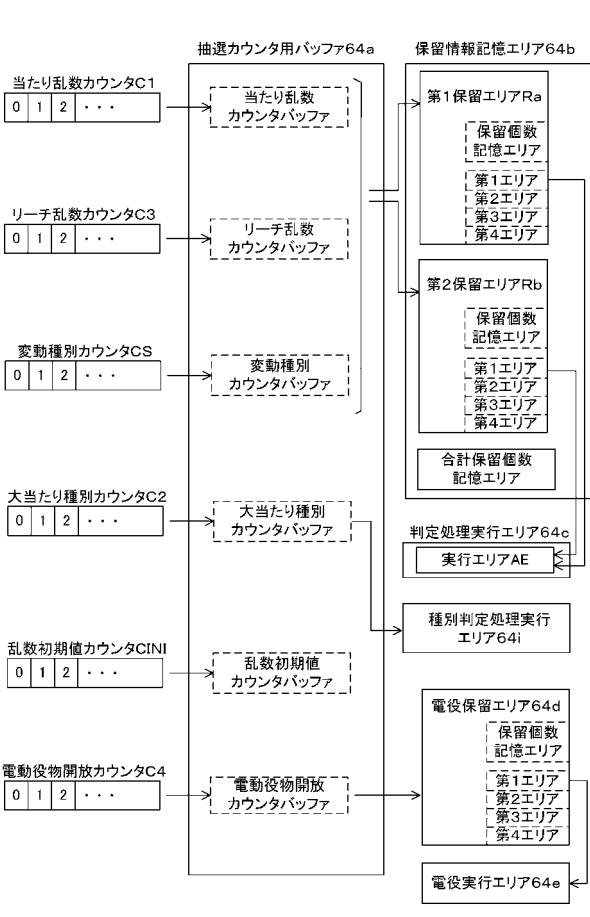 抽選カウンタ用バッファ64a
保留情報記憶エリア64b
当たり乱数カウンタC1
0 1 2 ・・・
当たり乱数
カウンタバッファ
第1保留エリアRa
保留個数
記憶エリア
第1エリア
第2エリア
第3エリア
第4エリア
リーチ乱数カウンタC3
0 1 2 ・・・
リーチ乱数
カウンタバッファ
第2保留エリアRb
保留個数
記憶エリア
第1エリア
第2エリア
第3エリア
第4エリア
変動種別カウンタCS
0 1 2 ・・・
変動種別
カウンタバッファ
合計保留個数
記憶エリア
大当たり種別カウンタC2
0 1 2 ・・・
大当たり種別
カウンタバッファ
判定処理実行エリア64c
実行エリアAE
種別判定処理実行
エリア64i
乱数初期値カウンタCINI
0 1 2 ・・・
乱数初期値
カウンタバッファ
電役保留エリア64d
保留個数
記憶エリア
第1エリア
第2エリア
第3エリア
第4エリア
電動役物開放カウンタC4
0 1 2 ・・・
電動役物開放
カウンタバッファ
電役実行エリア64e